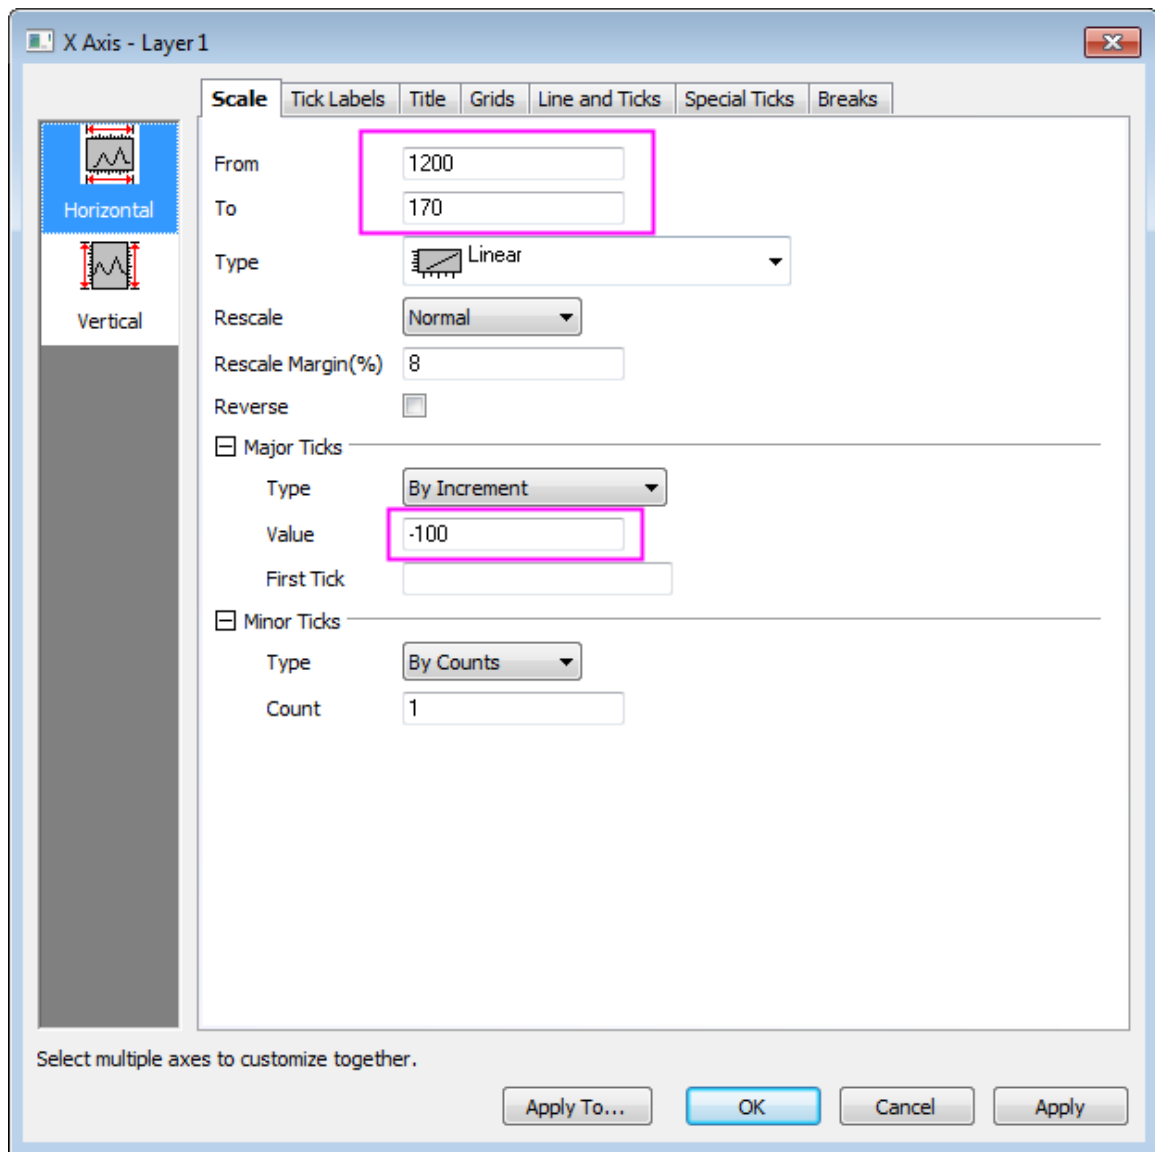 X Axis - Layer1
Scale Tick Labels Title Grids Line and Ticks Special Ticks Breaks
Horizontal
Vertical
From 1200
To 170
Type Linear
Rescale Normal
Rescale Margin(%) 8
Reverse
Major Ticks
Type By Increment
Value -100
First Tick
Minor Ticks
Type By Counts
Count 1
Select multiple axes to customize together.
Apply To... OK Cancel Apply